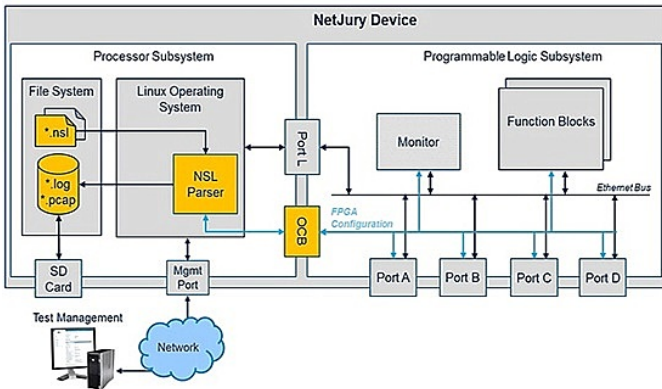 NetJury Device
Processor Subsystem
Programmable Logic Subsystem
File System
Linux Operating
System
*.nsl
*.log
*.pcap
NSL
Parser
Port L
OCB
Monitor
Function Blocks
Ethernet Bus
FPGA
Configuration
SD
Card
Mgmt
Port
Port A
Port B
Port C
Port D
Test Management
Network